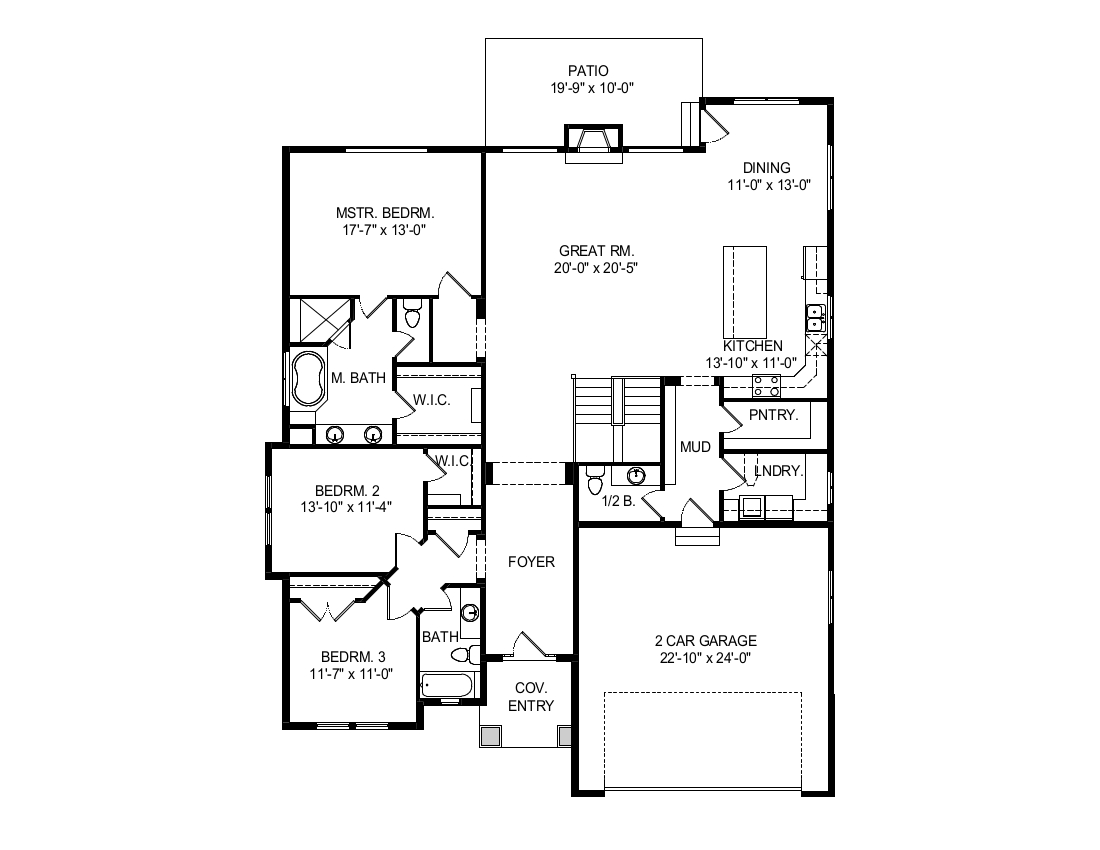 PATIO
19'-9" x 10'-0"
DINING
11'-0" x 13'-0"
MSTR. BEDRM.
17'-7" x 13'-0"
GREAT RM.
20'-0" x 20'-5"
KITCHEN
13'-10" x 11'-0"
M. BATH
W.I.C.
PNTRY.
MUD
W.I.C.
LNDRY.
BEDRM. 2
13'-10" x 11'-4"
1/2 B.
FOYER
BATH
2 CAR GARAGE
22'-10" x 24'-0"
BEDRM. 3
11'-7" x 11'-0"
COV.
ENTRY